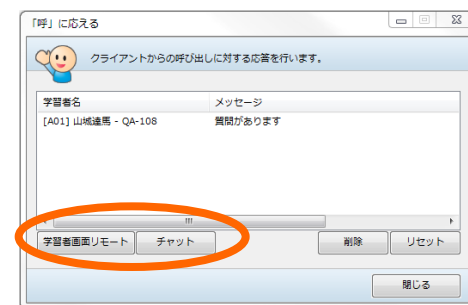 「呼」に応える
クライアントからの呼び出しに対する応答を行います。
学習者名 メッセージ
[A01] 山城達馬 - QA-108 質問があります
学習者画面リモート チャット 削除 リセット
閉じる